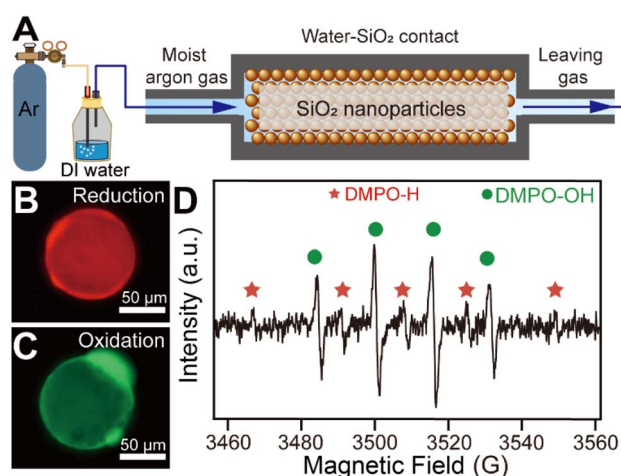 A
Water-SiO₂ contact
Moist
argon gas
Leaving
gas
Ar
SiO₂ nanoparticles
DI water
B
Reduction
50 µm
C
Oxidation
50 µm
D
★ DMPO-H
● DMPO-OH
Intensity (a.u.)
3460 3480 3500 3520 3540 3560
Magnetic Field (G)